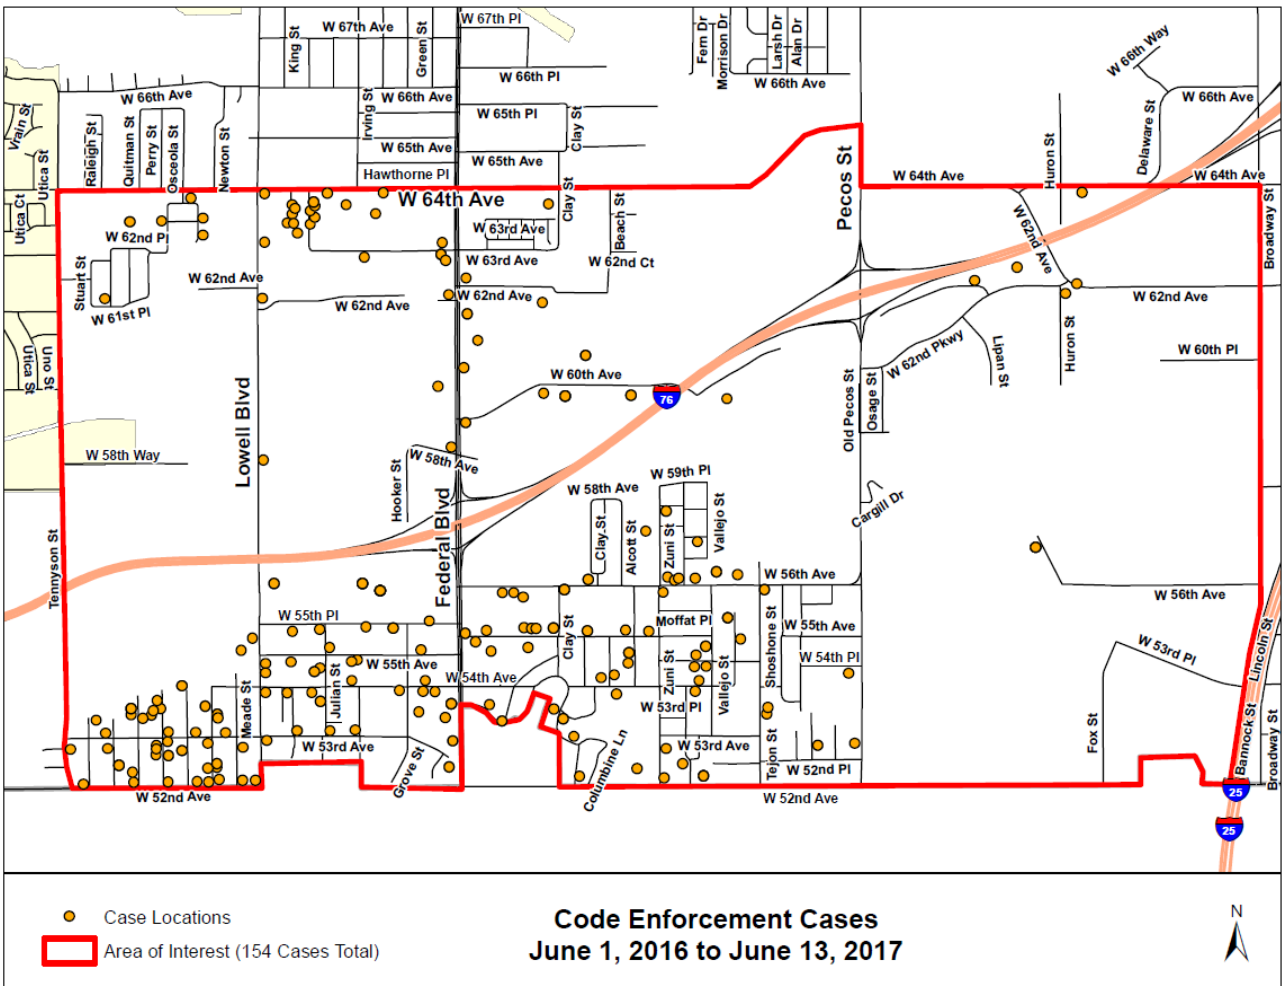 W 67th Pl
W 67th Ave
King St
Green St
Fern Dr
Morrison Dr
Larsh Dr
Alan Dr
W 66th Way
W 66th Pl
W 66th Ave
W 66th Ave
W 66th Ave
W 66th Ave
Vrain St
Utica St
Raleigh St
Quitman St
Perry St
Osceola St
Newton St
Irving St
W 65th Pl
Clay St
W 65th Ave
W 65th Ave
Hawthorne Pl
Pecos St
Huron St
Delaware St
W 64th Ave
W 64th Ave
W 64th Ave
Utica Ct
Clay St
Beach St
W 62nd Ave
Broadway St
W 62nd Pl
W 63rd Ave
W 63rd Ave
W 62nd Ct
Stuart St
W 62nd Ave
W 62nd Ave
W 62nd Ave
W 62nd Ave
W 61st Pl
Utica St
Uno St
W 62nd Pkwy
Lipan St
Huron St
W 60th Pl
Lowell Blvd
W 60th Ave
76
Old Pecos St
Osage St
W 58th Way
Hooker St
W 58th Ave
W 59th Pl
W 58th Ave
Cargill Dr
Tennyson St
Federal Blvd
Clay St
Alcott St
Zuni St
Vallejo St
W 56th Ave
W 56th Ave
W 55th Pl
Clay St
Moffat Pl
Shoshone St
W 55th Ave
W 55th Ave
W 54th Pl
W 53rd Pl
Lincoln St
W 54th Ave
Julian St
Meade St
Zuni St
Vallejo St
W 53rd Pl
W 53rd Ave
W 53rd Ave
Grove St
Columbine Ln
Tejon St
W 52nd Pl
Fox St
Bannock St
Broadway St
W 52nd Ave
W 52nd Ave
25
25
Case Locations
Area of Interest (154 Cases Total)
Code Enforcement Cases
June 1, 2016 to June 13, 2017
N